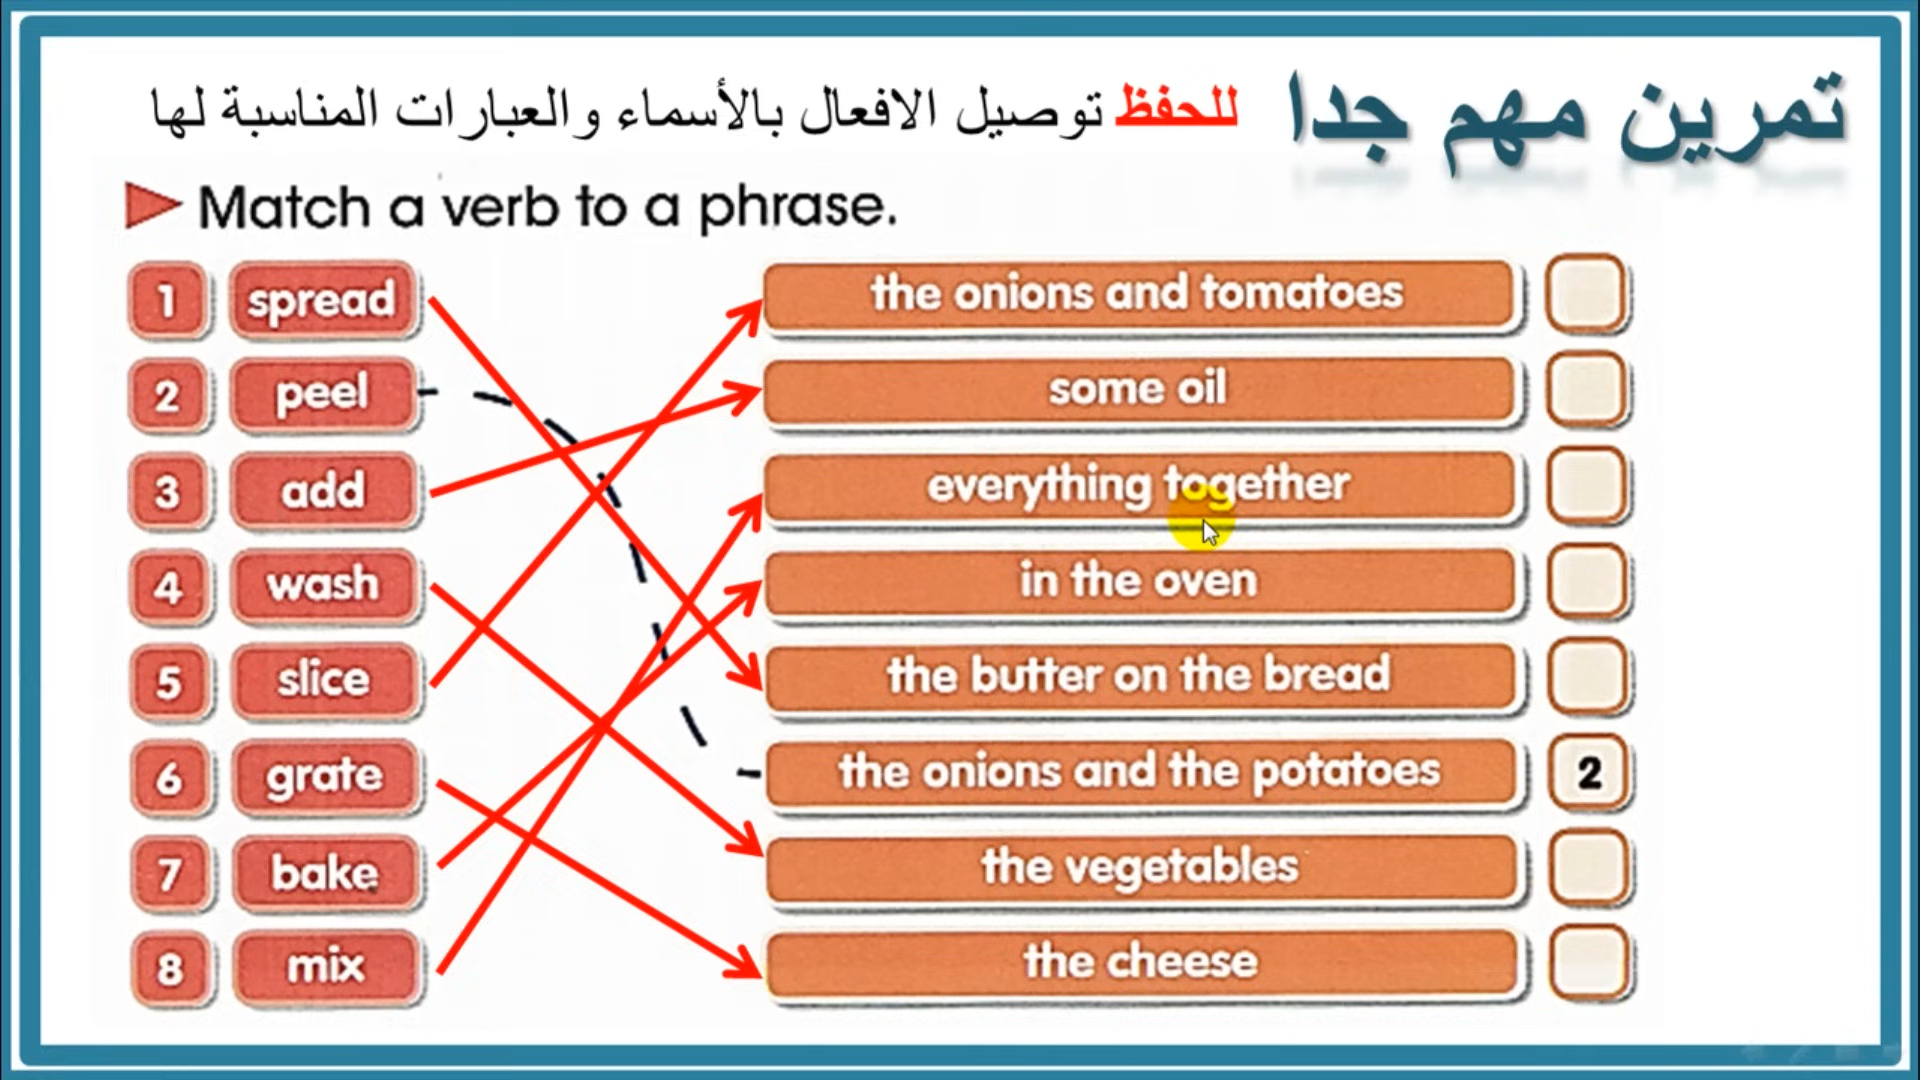 تمرين مهم جدا للحفظ توصيل الافعال بالأسماء والعبارات المناسبة لها
Match a verb to a phrase.
1 spread the onions and tomatoes
2 peel some oil
3 add everything together
4 wash in the oven
5 slice the butter on the bread
6 grate the onions and the potatoes 2
7 bake the vegetables
8 mix the cheese